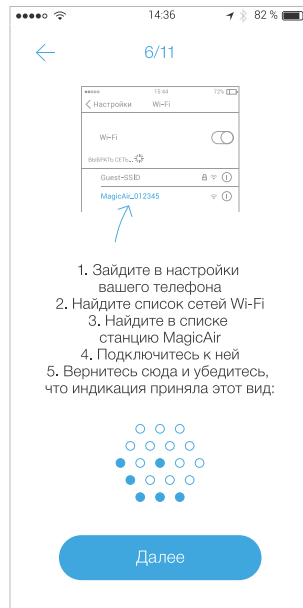 14:36 82 %
6/11
15:44 72%
Настройки Wi-Fi
Wi-Fi
ВЫБРАТЬ СЕТЬ...
Guest-SSID
MagicAir_012345
1. Зайдите в настройки
вашего телефона
2. Найдите список сетей Wi-Fi
3. Найдите в списке
станцию MagicAir
4. Подключитесь к ней
5. Вернитесь сюда и убедитесь,
что индикация приняла этот вид:
Далее